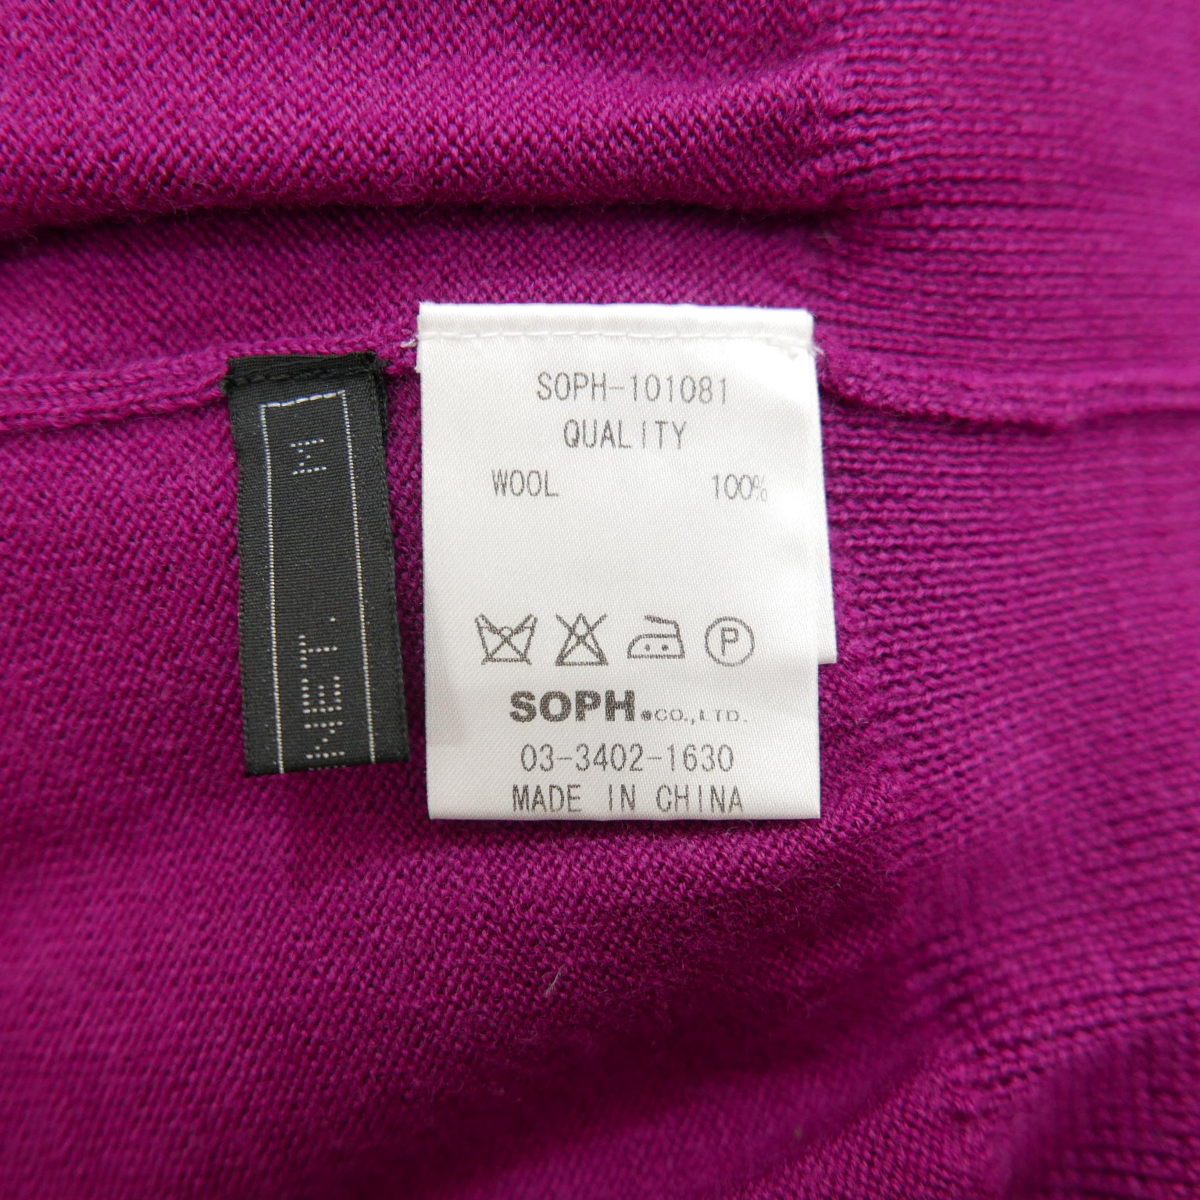 M
NET.
SOPH-101081
QUALITY
WOOL 100%
P
SOPH.CO.,LTD.
03-3402-1630
MADE IN CHINA